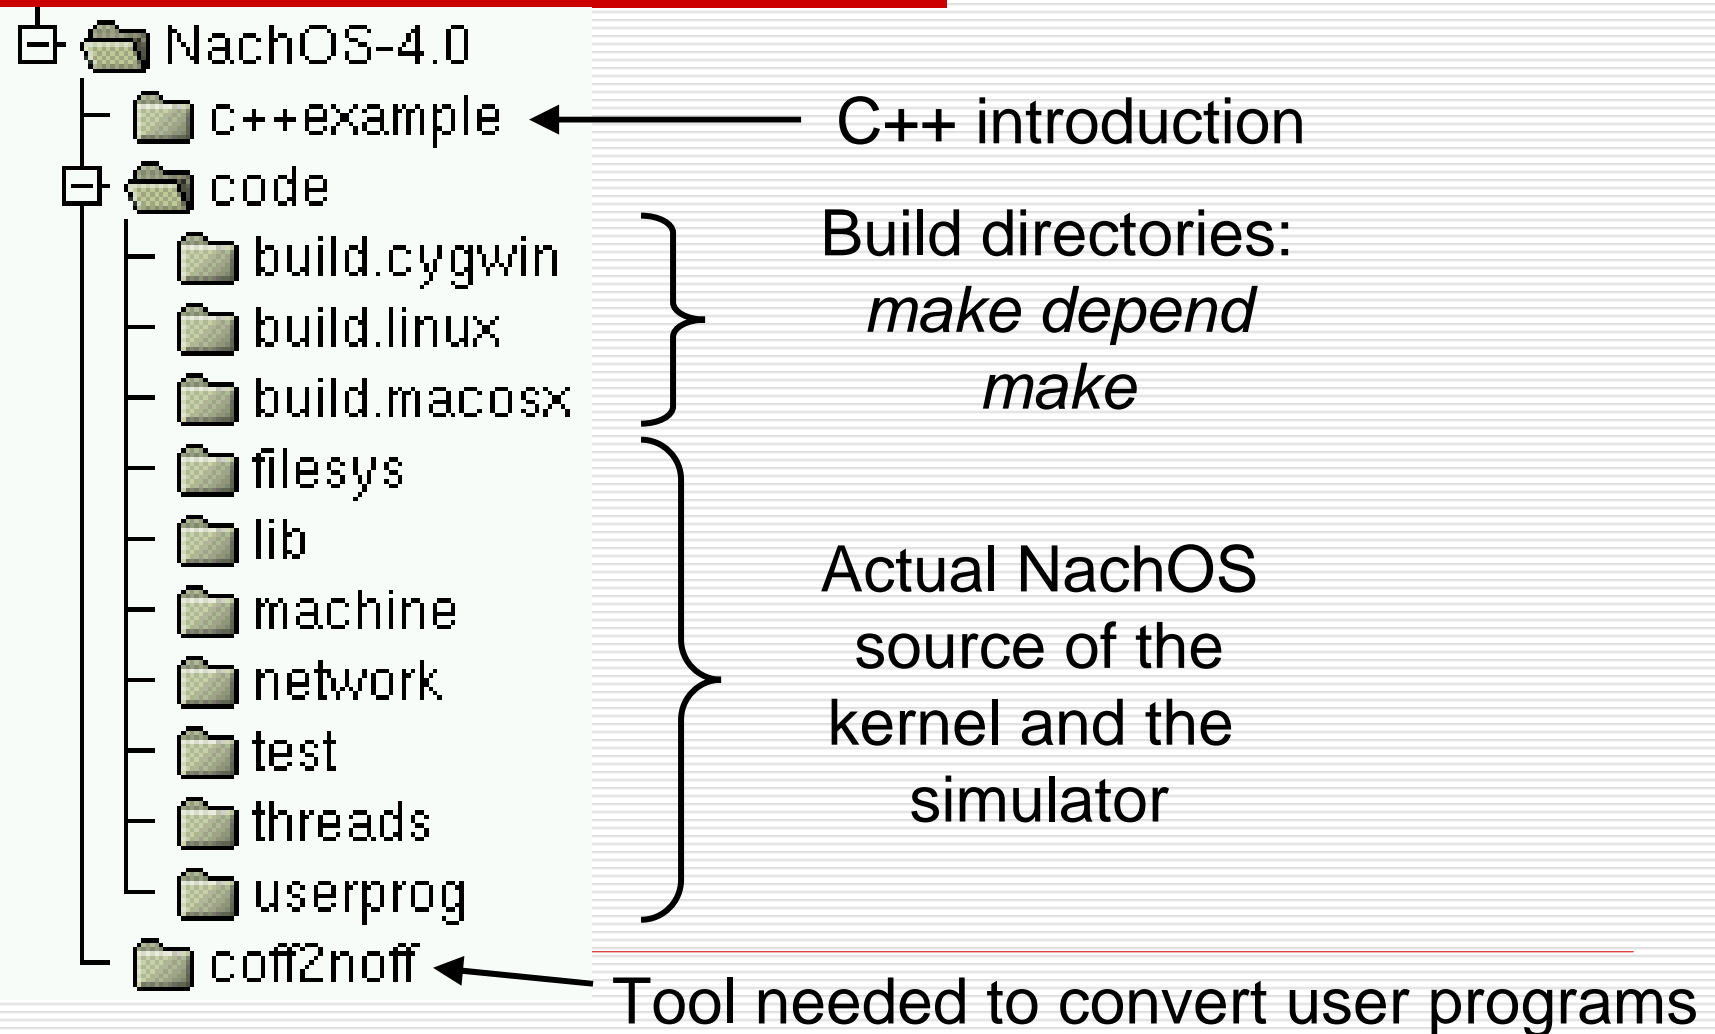 NachOS-4.0
c++example
C++ introduction
code
build.cygwin
build.linux
build.macosx
Build directories:
make depend
make
filesys
lib
machine
network
test
threads
userprog
Actual NachOS
source of the
kernel and the
simulator
coff2noff
Tool needed to convert user programs